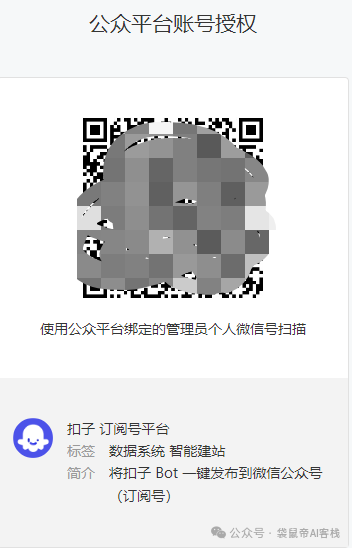 公众平台账号授权
使用公众平台绑定的管理员个人微信号扫描
扣子 订阅号平台
标签 数据系统 智能建站
简介 将扣子 Bot 一键发布到微信公众号
（订阅号）
公众号 · 袋鼠帝AI客栈